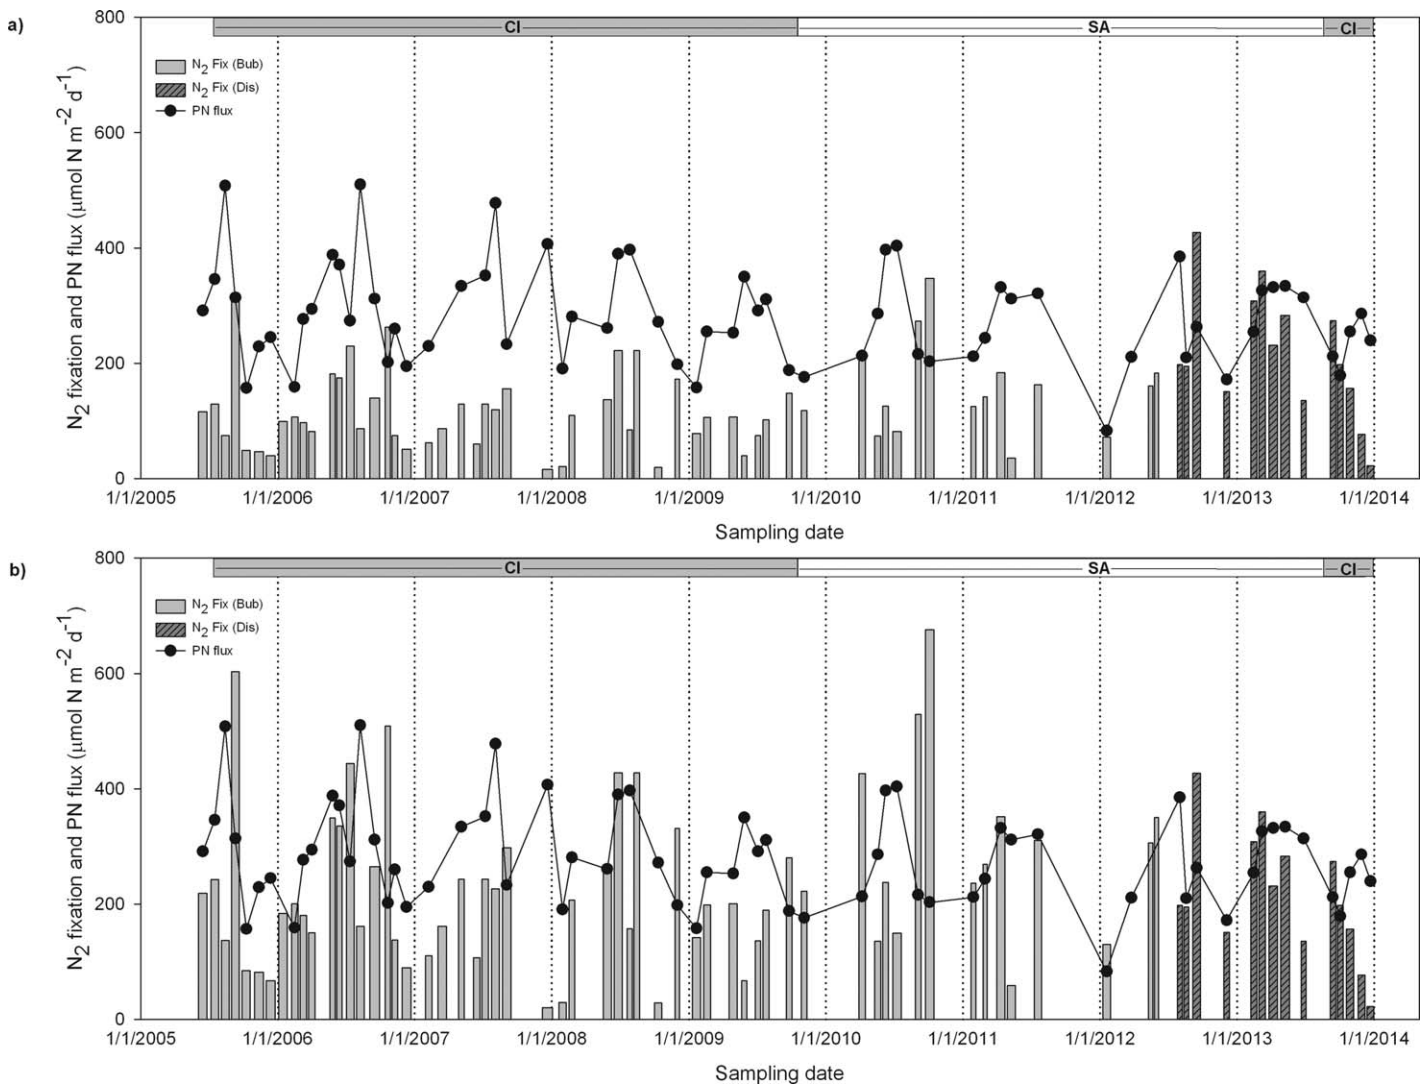 a)
800
600
400
200
0
CI
SA
CI
N2 Fix (Bub)
N2 Fix (Dis)
PN flux
N2 fixation and PN flux (μmol N m−2 d−1)
1/1/2005 1/1/2006 1/1/2007 1/1/2008 1/1/2009 1/1/2010 1/1/2011 1/1/2012 1/1/2013 1/1/2014
Sampling date
b)
800
600
400
200
0
CI
SA
CI
N2 Fix (Bub)
N2 Fix (Dis)
PN flux
N2 fixation and PN flux (μmol N m−2 d−1)
1/1/2005 1/1/2006 1/1/2007 1/1/2008 1/1/2009 1/1/2010 1/1/2011 1/1/2012 1/1/2013 1/1/2014
Sampling date